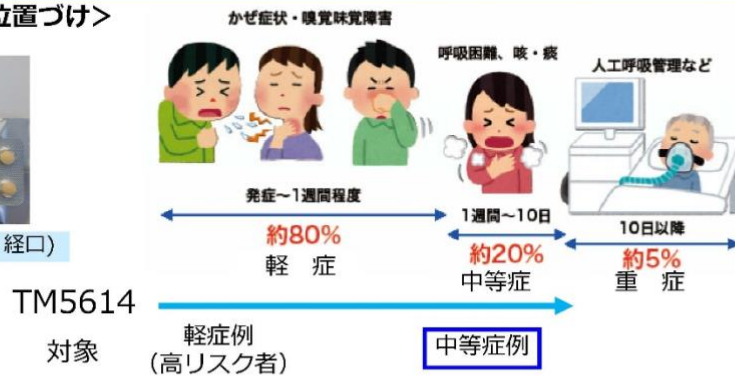 位置づけ>
かぜ症状・嗅覚味覚障害
呼吸困難、咳・痰
人工呼吸管理など
発症~1週間程度
1週間~10日
10日以降
約80%
軽 症
約20%
中等症
約5%
重 症
経口)
TM5614
対象
軽症例
(高リスク者)
中等症例